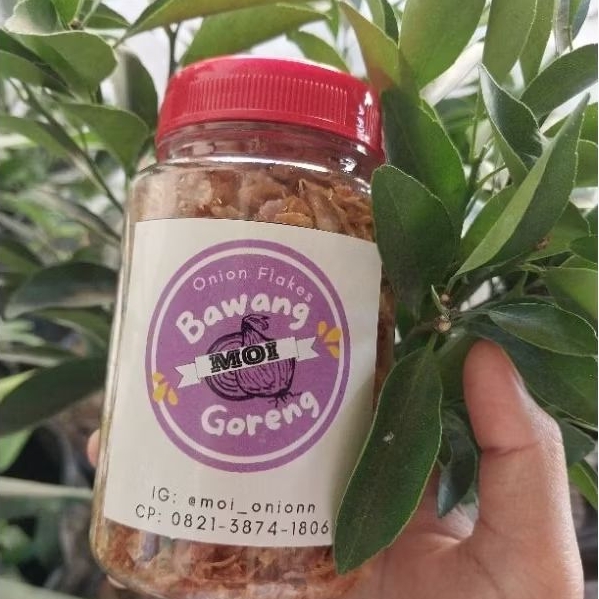 Onion Flakes
Bawang
MOI
Goreng
IG: @moi_onionn
CP: 0821-3874-1806